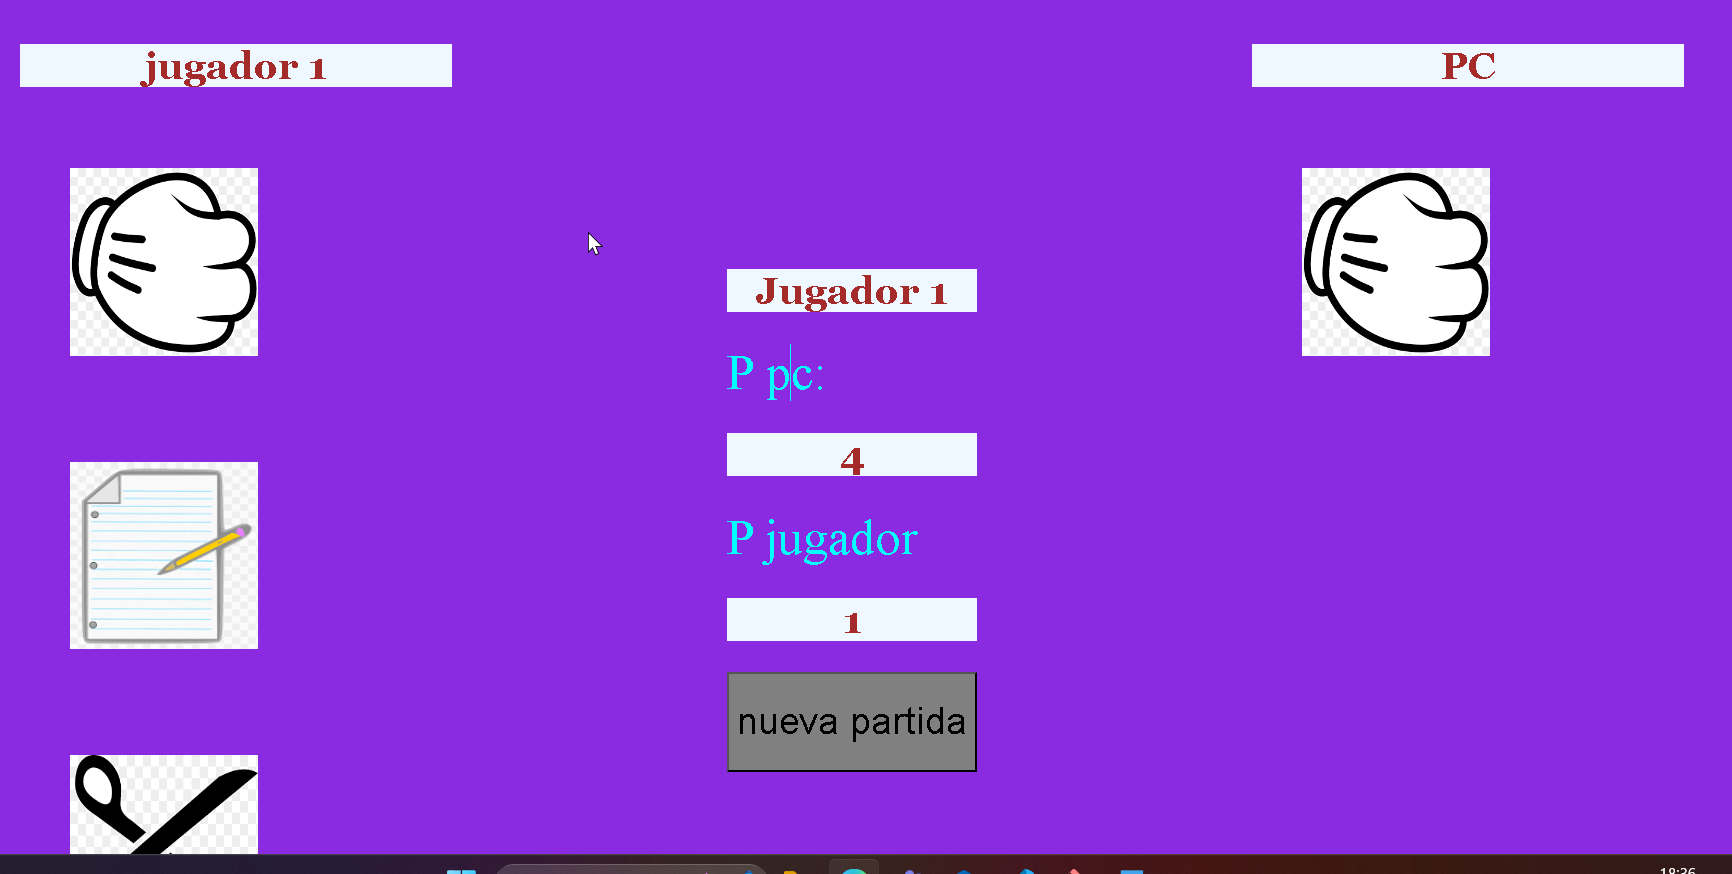 jugador 1
PC
Jugador 1
P pc:
4
P jugador
1
nueva partida